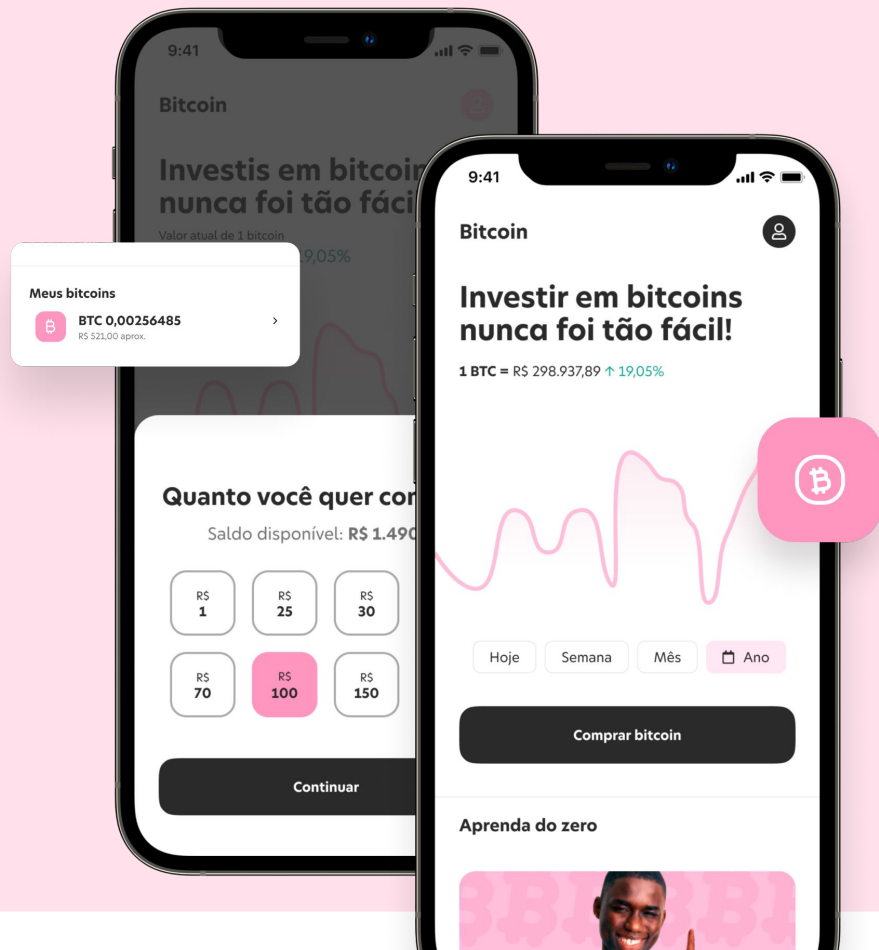 9:41
Bitcoin
Investis em bitcoin
nunca foi tão fáci
Valor atual de 1 bitcoin
9,05%
Meus bitcoins
BTC 0,00256485
R$ 521,00 aprox.
Quanto você quer cor
Saldo disponível: R$ 1.490
R$
1
R$
25
R$
30
R$
70
R$
100
R$
150
Continuar
9:41
Bitcoin
Investir em bitcoins
nunca foi tão fácil!
1 BTC = R$ 298.937,89 ↑ 19,05%
Hoje
Semana
Mês
Ano
Comprar bitcoin
Aprenda do zero